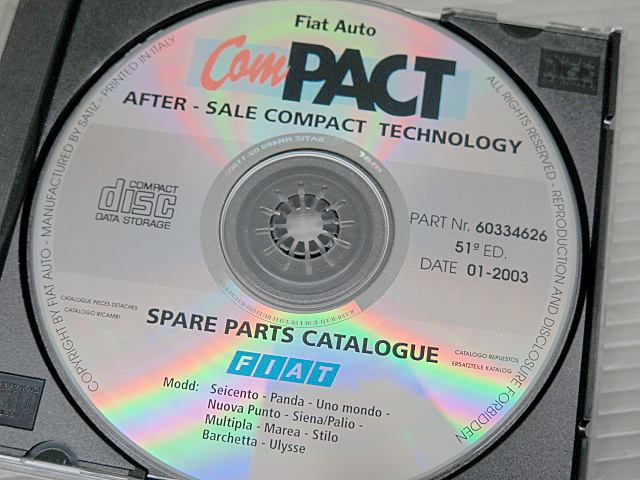 Fiat Auto
ComPACT
AFTER - SALE COMPACT TECHNOLOGY
COPYRIGHT BY FIAT AUTO - MANUFACTURED BY SATIZ - PRINTED IN ITALY
ALL RIGHTS RESERVED - REPRODUCTION AND DISCLOSURE FORBIDDEN
COMPACT
disc
DATA STORAGE
PART Nr. 60334626
51ª ED.
DATE 01-2003
CATALOGUE PIECES DETACHES
CATALOGO RICAMBI
SPARE PARTS CATALOGUE
CATALOGO REPUESTOS
ERSATZTEILE KATALOG
FIAT
Modd: Seicento - Panda - Uno mondo -
Nuova Punto - Siena/Palio -
Multipla - Marea - Stilo
Barchetta - Ulysse